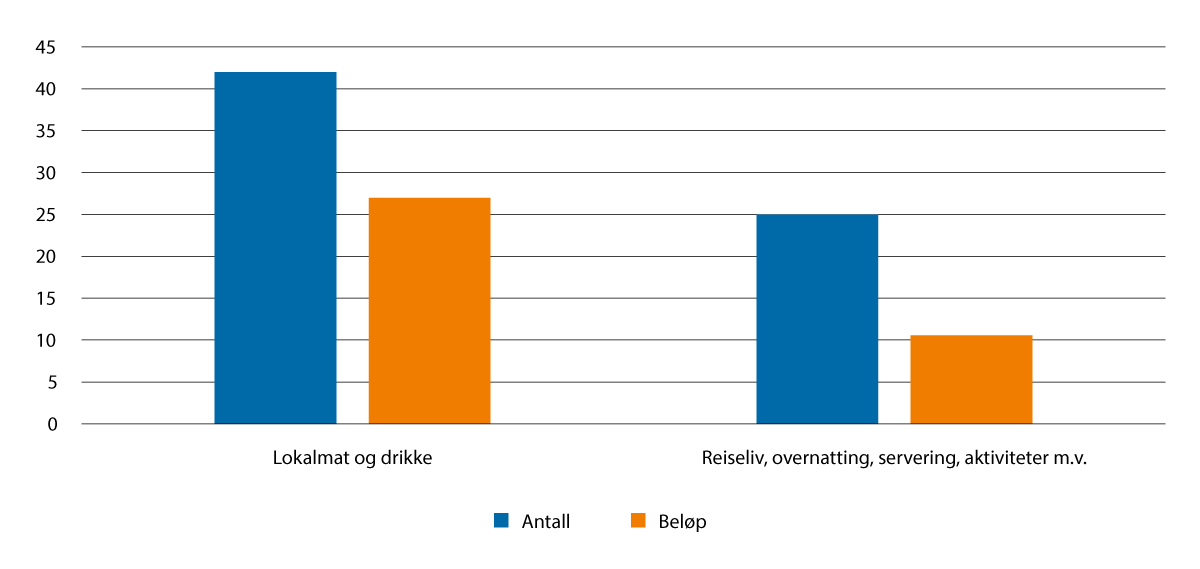 45
40
35
30
25
20
15
10
5
0
Lokalmat og drikke
Reiseliv, overnatting, servering, aktiviteter m.v.
Antall
Beløp